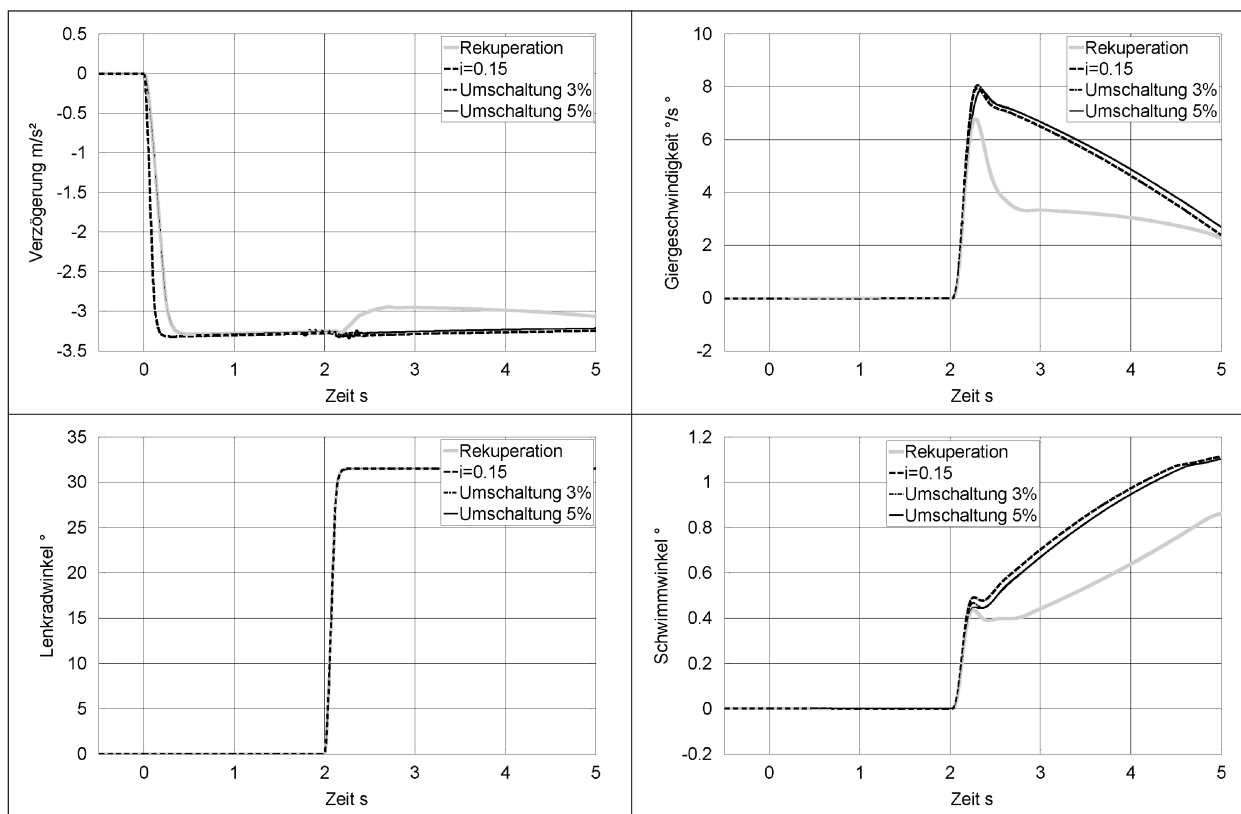 0.5
0
-0.5
-1
-1.5
-2
-2.5
-3
-3.5
Verzögerung m/s²
0 1 2 3 4 5
Zeit s
Rekuperation
i=0.15
Umschaltung 3%
Umschaltung 5%
10
8
6
4
2
0
-2
Giergeschwindigkeit °/s °
0 1 2 3 4 5
Zeit s
Rekuperation
i=0.15
Umschaltung 3%
Umschaltung 5%
35
30
25
20
15
10
5
0
Lenkradwinkel °
0 1 2 3 4 5
Zeit s
Rekuperation
i=0.15
Umschaltung 3%
Umschaltung 5%
1.2
1
0.8
0.6
0.4
0.2
0
-0.2
Schwimmwinkel °
0 1 2 3 4 5
Zeit s
Rekuperation
i=0.15
Umschaltung 3%
Umschaltung 5%